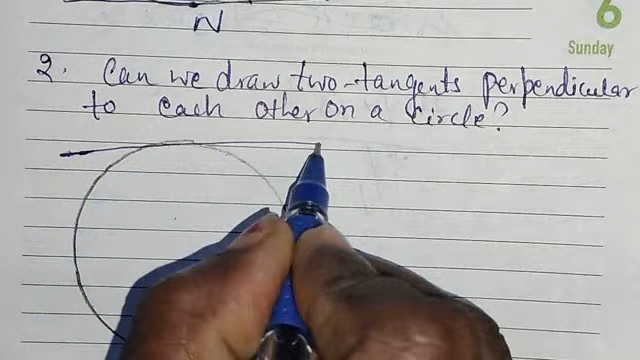 N
6
Sunday
2. Can we draw two-tangents perpendicular
to each other on a circle?